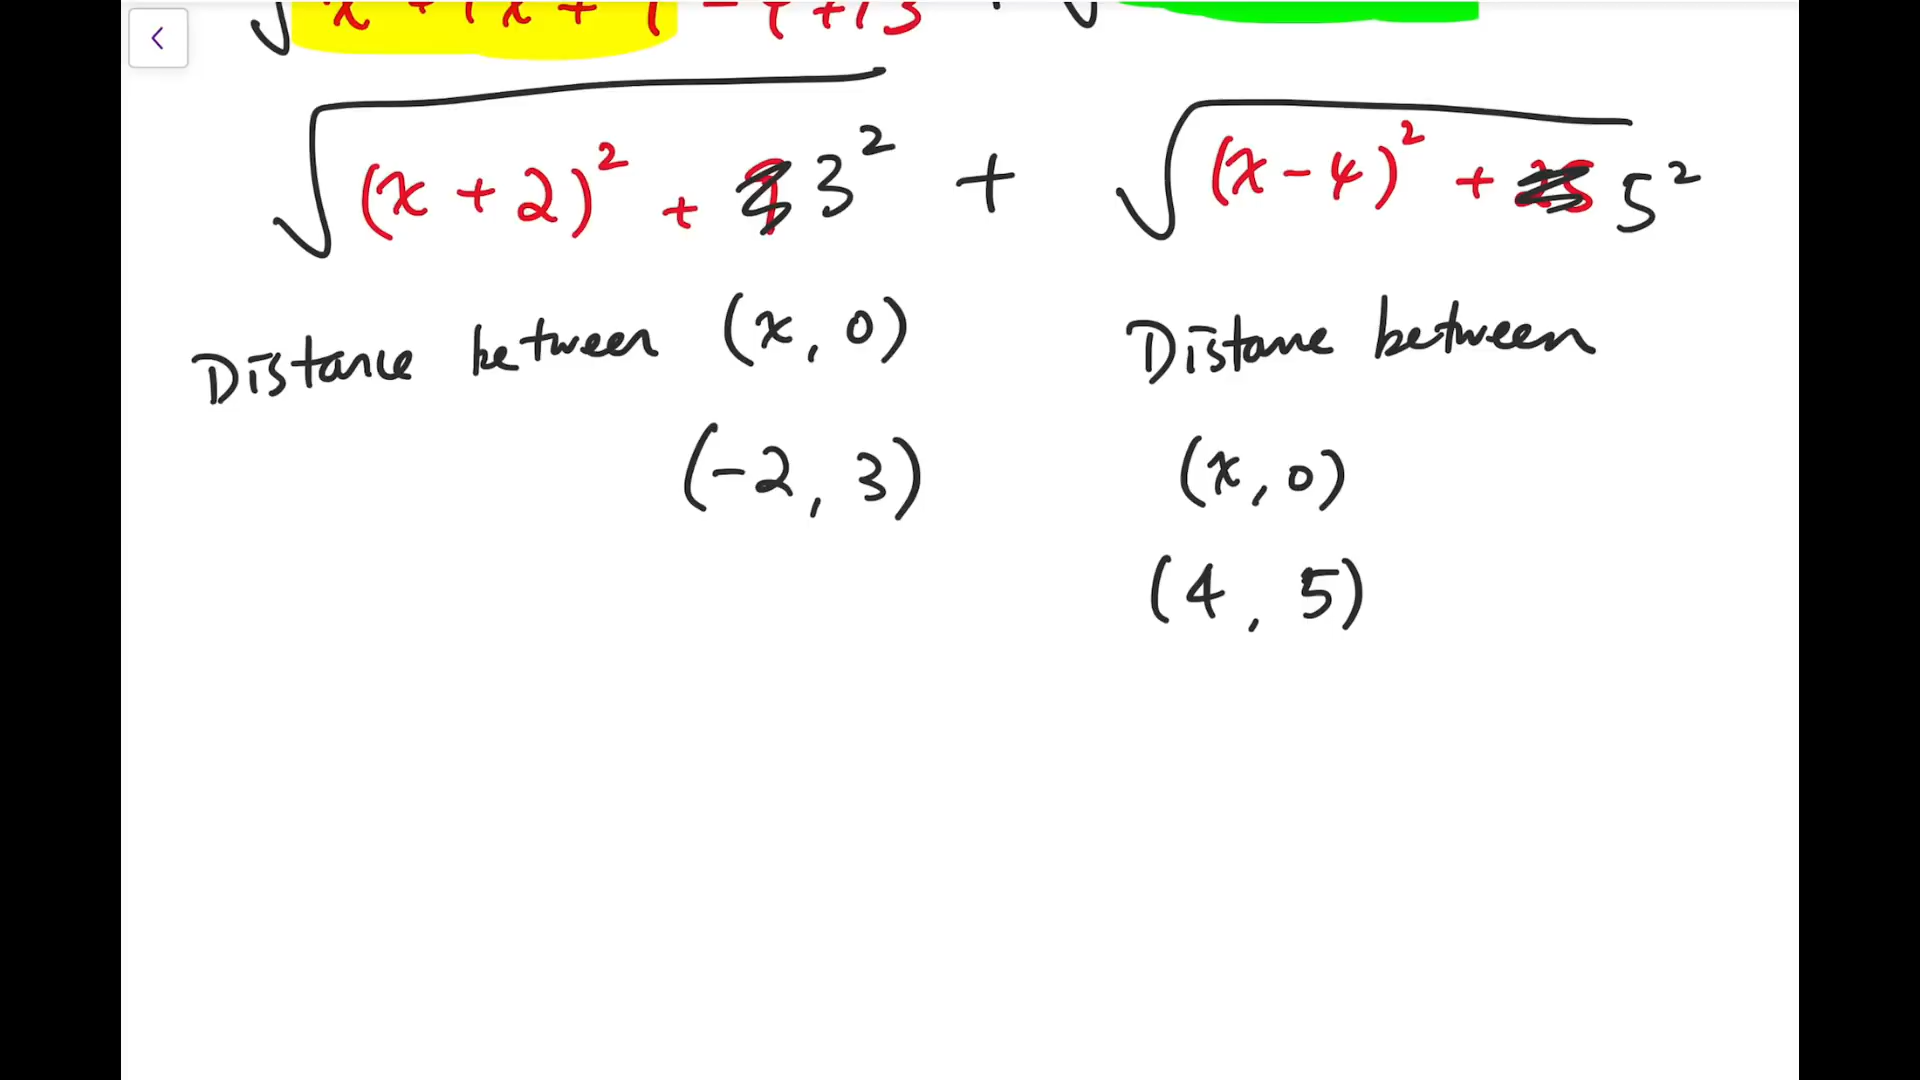 √(x + 2)² + 3² + √(x - 4)² + 5²
Distance between (x, 0)
(-2, 3)
Distance between
(x, 0)
(4, 5)